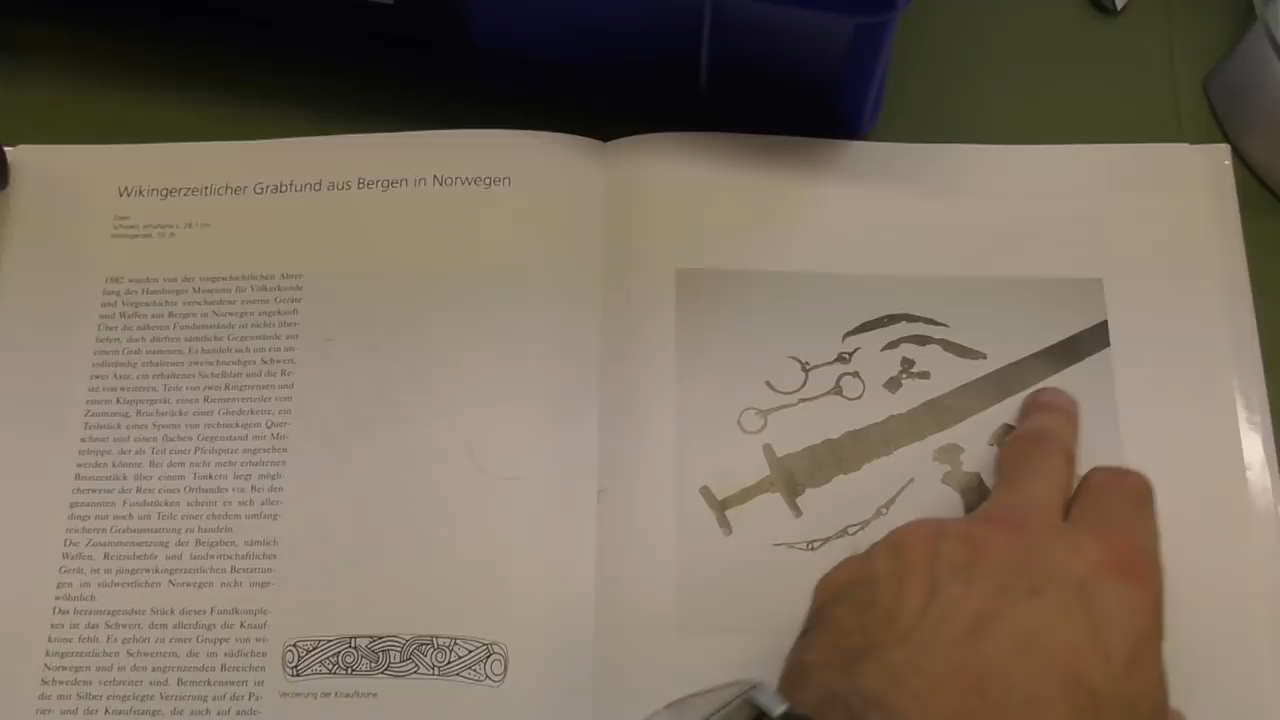 Wikingerzeitlicher Grabfund aus Bergen in Norwegen
Eisen
Schwert, erhaltene L.
Wikingerzeit, 10. Jh.
1882 wurden von der vorgeschichtlichen Abtei-
lung des Hamburger Museums für Völkerkunde
und Vorgeschichte verschiedene eiserne Geräte
und Waffen aus Bergen in Norwegen angekauft.
Über die näheren Fundumstände ist nichts über-
liefert, doch dürften sämtliche Gegenstände aus
einem Grab stammen. Es handelt sich um ein un-
vollständig erhaltenes zweischneidiges Schwert,
zwei Äxte, ein erhaltenes Sichelblatt und die Re-
ste von weiteren, Teile von zwei Ringtrensen und
einem Klappergerät, einen Riemenverteiler vom
Zaumzeug, Bruchstücke einer Gliederkette, ein
Teilstück eines Sporns von rechteckigem Quer-
schnitt und einen flachen Gegenstand mit Mit-
telrippe, der als Teil einer Pfeilspitze angesehen
werden könnte. Bei dem nicht mehr erhaltenen
Bronzestück über einem Tonkern liegt mögli-
cherweise der Rest eines Ortbandes vor. Bei den
genannten Fundstücken scheint es sich aller-
dings nur noch um Teile einer ehedem umfang-
reicheren Grabausstattung zu handeln.
Die Zusammensetzung der Beigaben, nämlich
Waffen, Reitzubehör und landwirtschaftliches
Gerät, ist in jüngerwikingerzeitlichen Bestattun-
gen im südwestlichen Norwegen nicht unge-
wöhnlich.
Das herausragendste Stück dieses Fundkomple-
xes ist das Schwert, dem allerdings die Knauf-
krone fehlt. Es gehört zu einer Gruppe von wi-
kingerzeitlichen Schwertern, die im südlichen
Norwegen und in den angrenzenden Bereichen
Schwedens verbreitet sind. Bemerkenswert ist
die mit Silber eingelegte Verzierung auf der Pa-
rier- und der Knaufstange, die auch auf ande-
Verzierung der Knaufkrone